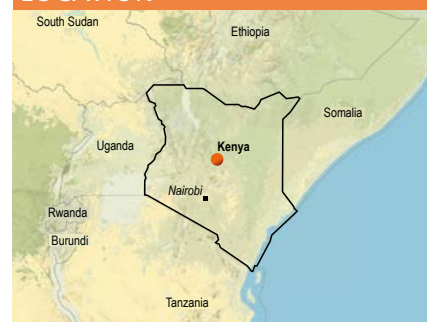 South Sudan
Ethiopia
Somalia
Uganda
Kenya
Nairobi
Rwanda
Burundi
Tanzania